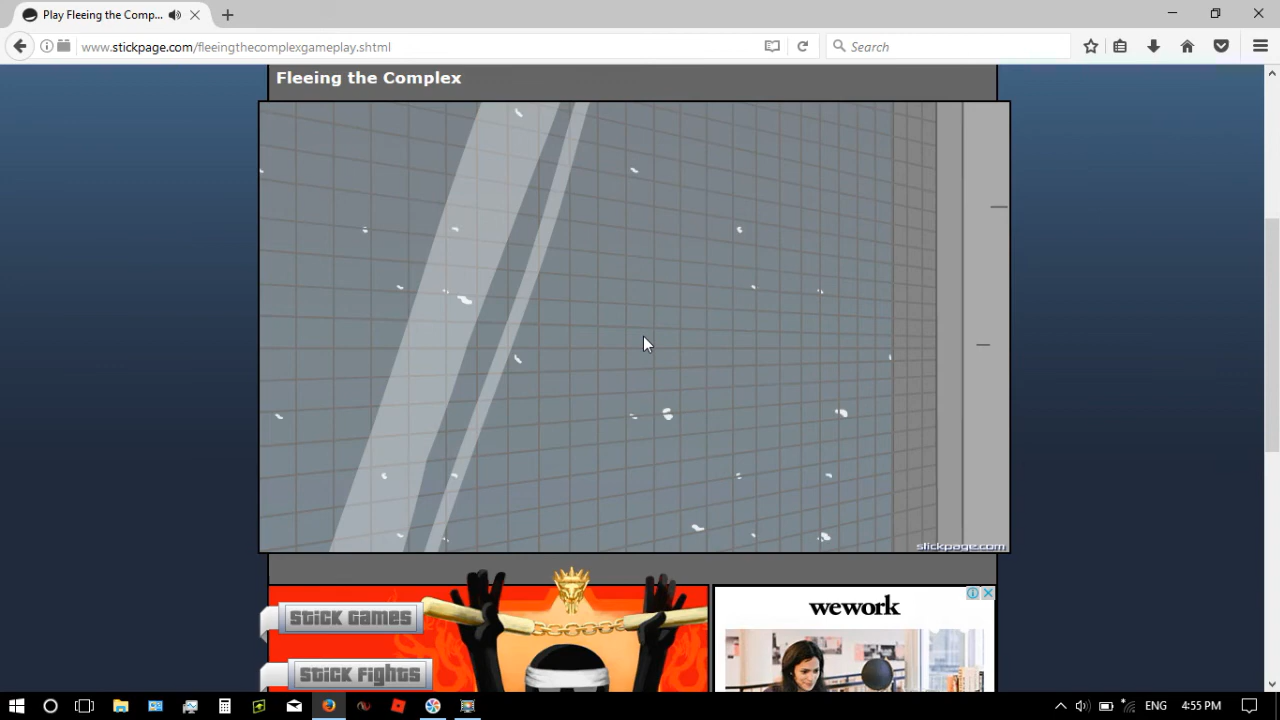 Play Fleeing the Comp...
www.stickpage.com/fleeingthecomplexgameplay.shtml
Search
Fleeing the Complex
stickpage.com
STICK GAMES
STICK FIGHTS
wework
ENG
4:55 PM